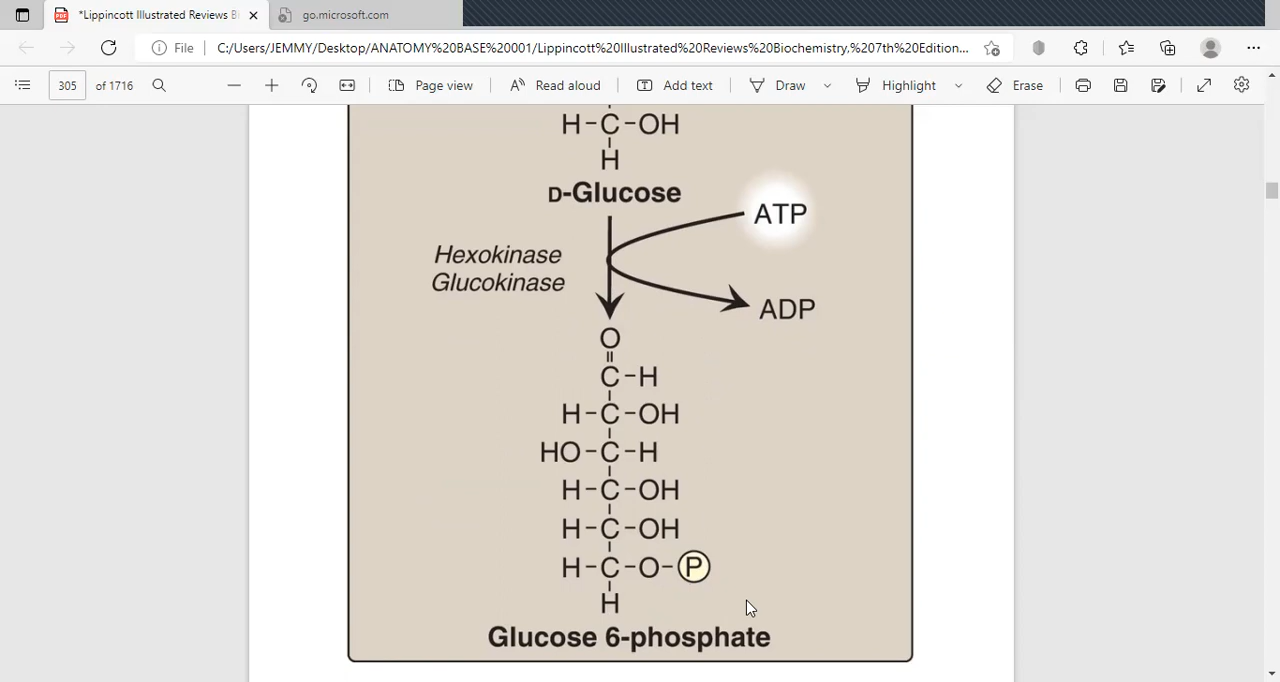 *Lippincott Illustrated Reviews B
go.microsoft.com
File
C:/Users/JEMMY/Desktop/ANATOMY%20BASE%20001/Lippincott%20Illustrated%20Reviews%20Biochemistry,%207th%20Edition...
305 of 1716
Page view
Read aloud
Add text
Draw
Highlight
Erase
H-C-OH
H
D-Glucose
ATP
Hexokinase
Glucokinase
ADP
O
C-H
H-C-OH
HO-C-H
H-C-OH
H-C-OH
H-C-O-P
H
Glucose 6-phosphate